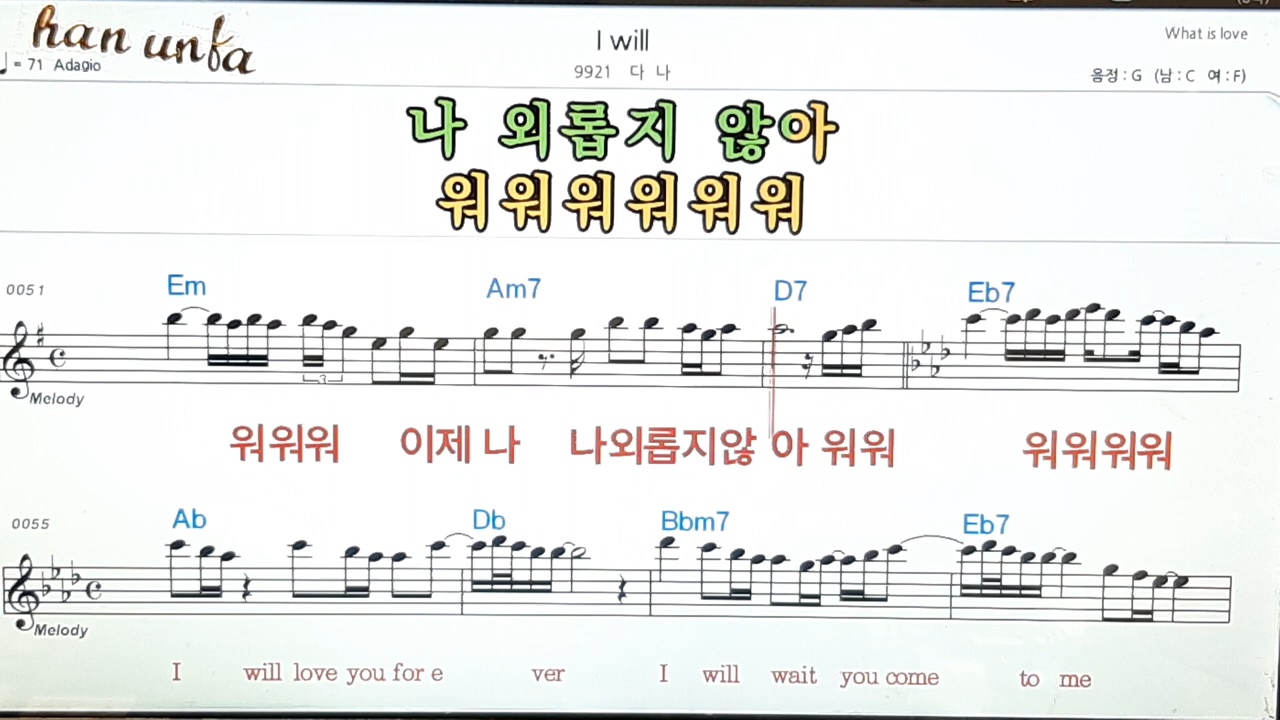 han unfa
I will
What is love
♩ = 71 Adagio
9921 다 나
음정 : G (남 : C 여 : F)
나 외롭지 않아
워워워워워워
0051
Em Am7 D7 Eb7
3
Melody
워워워 이제 나 나외롭지않 아 워워 워워워워
0055
Ab Db Bbm7 Eb7
Melody
I will love you for e ver I will wait you come to me